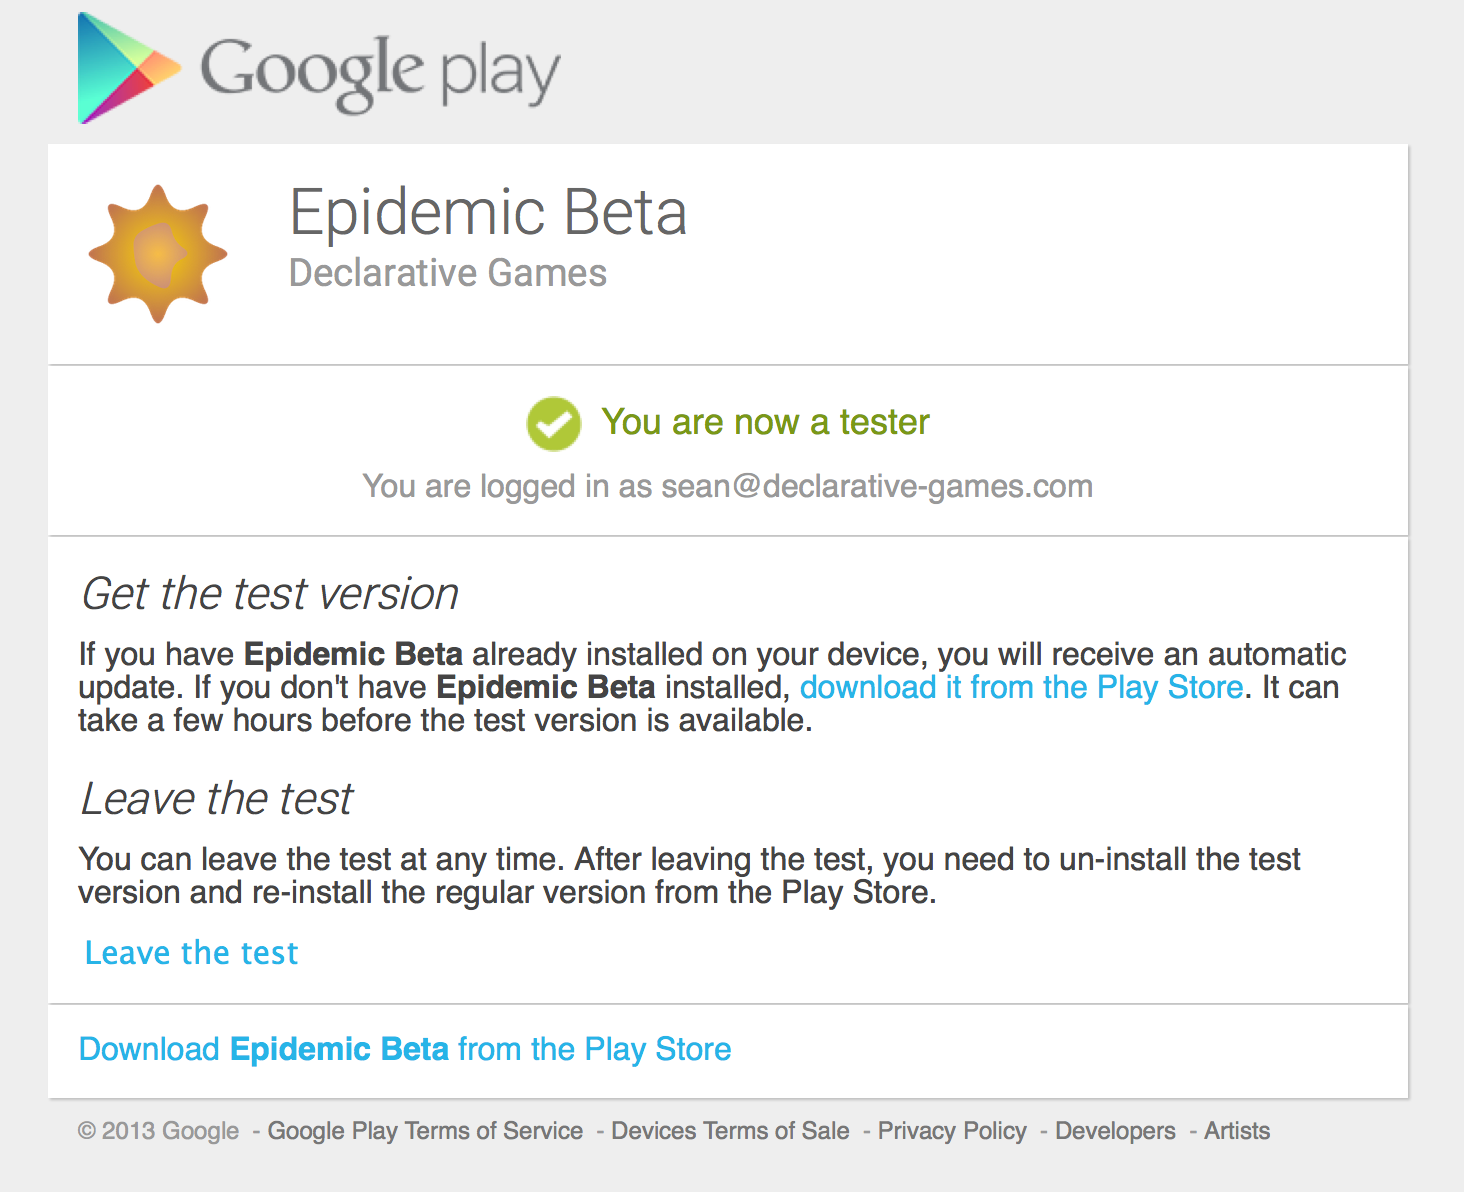 Google play
Epidemic Beta
Declarative Games
You are now a tester
You are logged in as sean@declarative-games.com
Get the test version
If you have Epidemic Beta already installed on your device, you will receive an automatic
update. If you don't have Epidemic Beta installed, download it from the Play Store. It can
take a few hours before the test version is available.
Leave the test
You can leave the test at any time. After leaving the test, you need to un-install the test
version and re-install the regular version from the Play Store.
Leave the test
Download Epidemic Beta from the Play Store
© 2013 Google - Google Play Terms of Service - Devices Terms of Sale - Privacy Policy - Developers - Artists